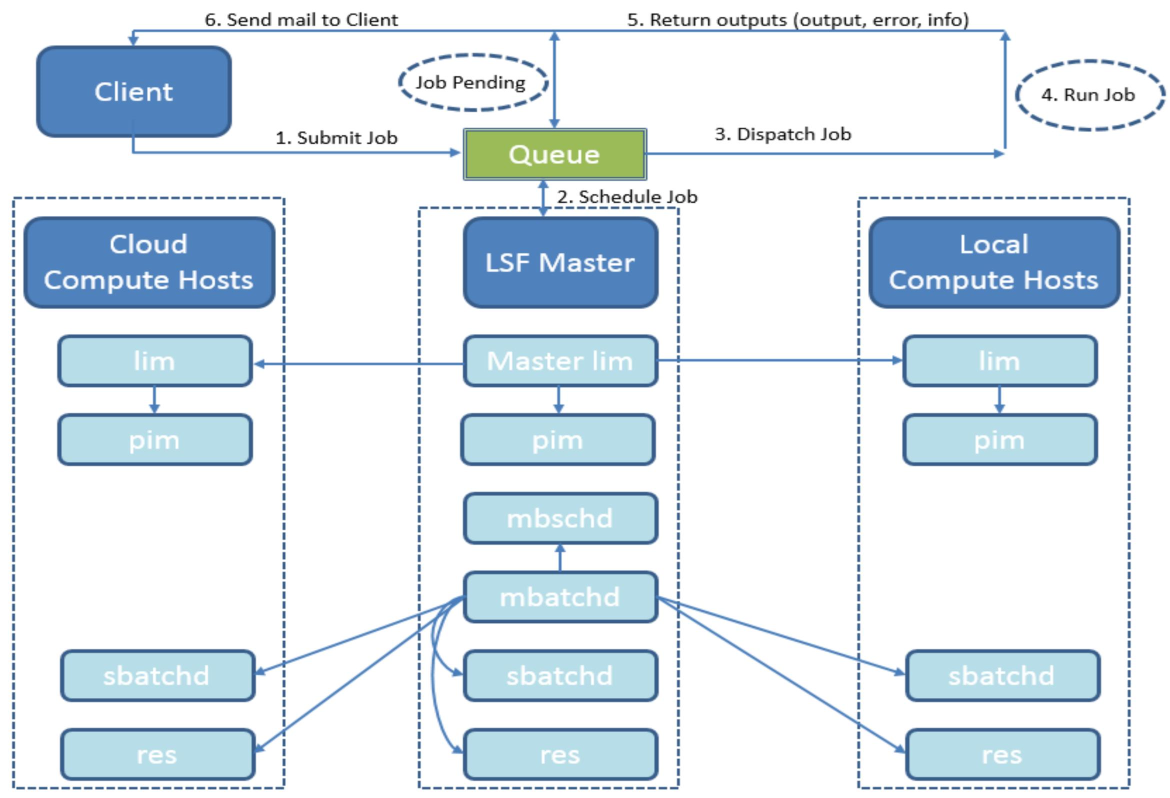 6. Send mail to Client
5. Return outputs (output, error, info)
Client
Job Pending
4. Run Job
1. Submit Job
Queue
3. Dispatch Job
2. Schedule Job
Cloud
Compute Hosts
LSF Master
Local
Compute Hosts
lim
Master lim
lim
pim
pim
pim
mbschd
mbatchd
sbatchd
sbatchd
sbatchd
res
res
res